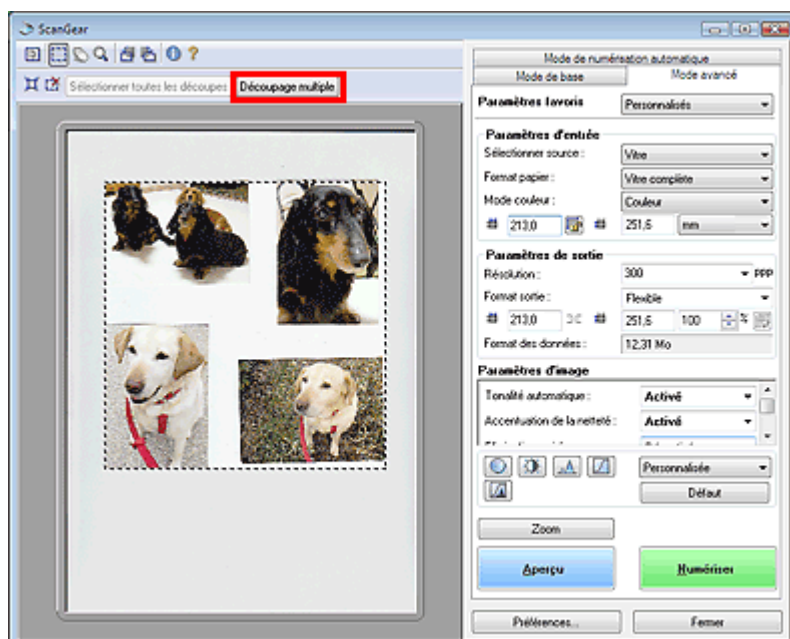 ScanGear
Sélectionner toutes les découpes Découpage multiple
Mode de numérisation automatique
Mode de base Mode avancé
Paramètres favoris Personnalisés
Paramètres d'entrée
Sélectionner source : Vitre
Format papier : Vitre complète
Mode couleur : Couleur
213,0 251,6 mm
Paramètres de sortie
Résolution : 300 PPP
Format sortie : Flexible
213,0 251,6 100 %
Format des données : 12,31 Mo
Paramètres d'image
Tonalité automatique : Activé
Accentuation de la netteté : Activé
Personnalisée
Défaut
Zoom
Aperçu Numériser
Préférences... Fermer